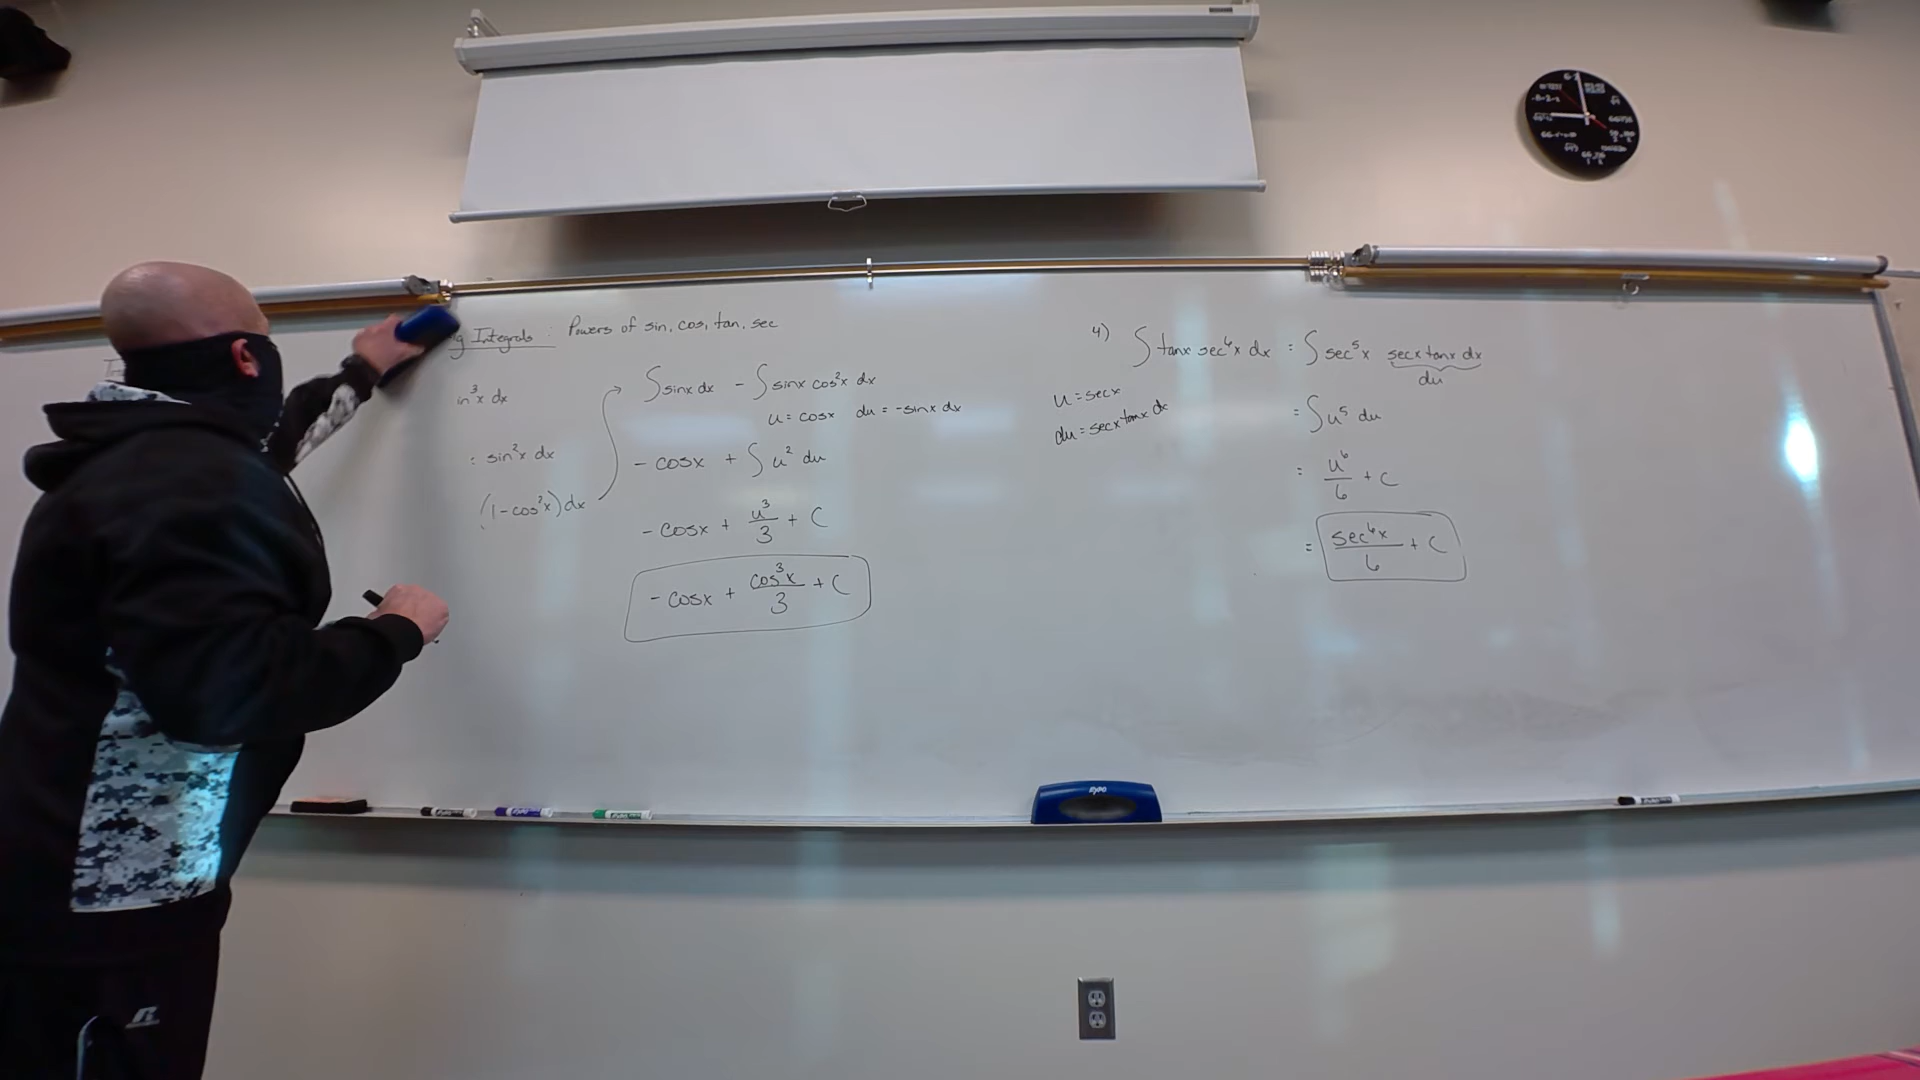 g Integrals : Powers of sin, cos, tan, sec
in³x dx
= sin²x dx
(1-cos²x)dx
∫sinx dx - ∫sinx cos²x dx
u = cosx du = -sinx dx
- cosx + ∫u² du
- cosx + u³/3 + C
- cosx + cos³x/3 + C
4) ∫tanx sec⁶x dx = ∫sec⁵x secx tanx dx
du
u = secx
du = secx tanx dx
= ∫u⁵ du
= u⁶/6 + C
= sec⁶x/6 + C
EXPO